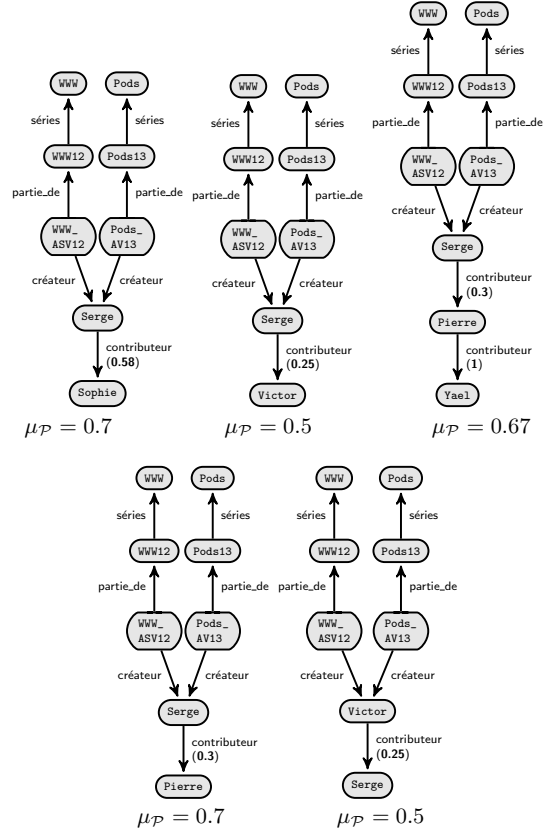 WWW Pods
séries séries
WWW12 Pods13
partie_de partie_de
WWW_ Pods_
ASV12 AV13
créateur créateur
Serge
contributeur
(0.58)
Sophie
μ𝒫 = 0.7
WWW Pods
séries séries
WWW12 Pods13
partie_de partie_de
WWW_ Pods_
ASV12 AV13
créateur créateur
Serge
contributeur
(0.25)
Victor
μ𝒫 = 0.5
WWW Pods
séries séries
WWW12 Pods13
partie_de partie_de
WWW_ Pods_
ASV12 AV13
créateur créateur
Serge
contributeur
(0.3)
Pierre
contributeur
(1)
Yael
μ𝒫 = 0.67
WWW Pods
séries séries
WWW12 Pods13
partie_de partie_de
WWW_ Pods_
ASV12 AV13
créateur créateur
Serge
contributeur
(0.3)
Pierre
μ𝒫 = 0.7
WWW Pods
séries séries
WWW12 Pods13
partie_de partie_de
WWW_ Pods_
ASV12 AV13
créateur créateur
Victor
contributeur
(0.25)
Serge
μ𝒫 = 0.5